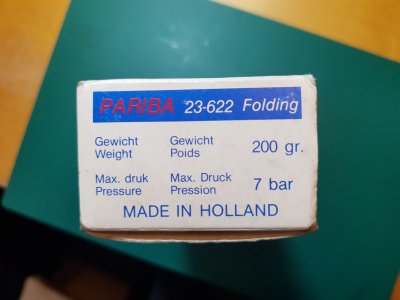 PARIBA 23-622 Folding
Gewicht Gewicht
Weight Poids 200 gr.
Max. druk Max. Druck
Pressure Pression 7 bar
MADE IN HOLLAND